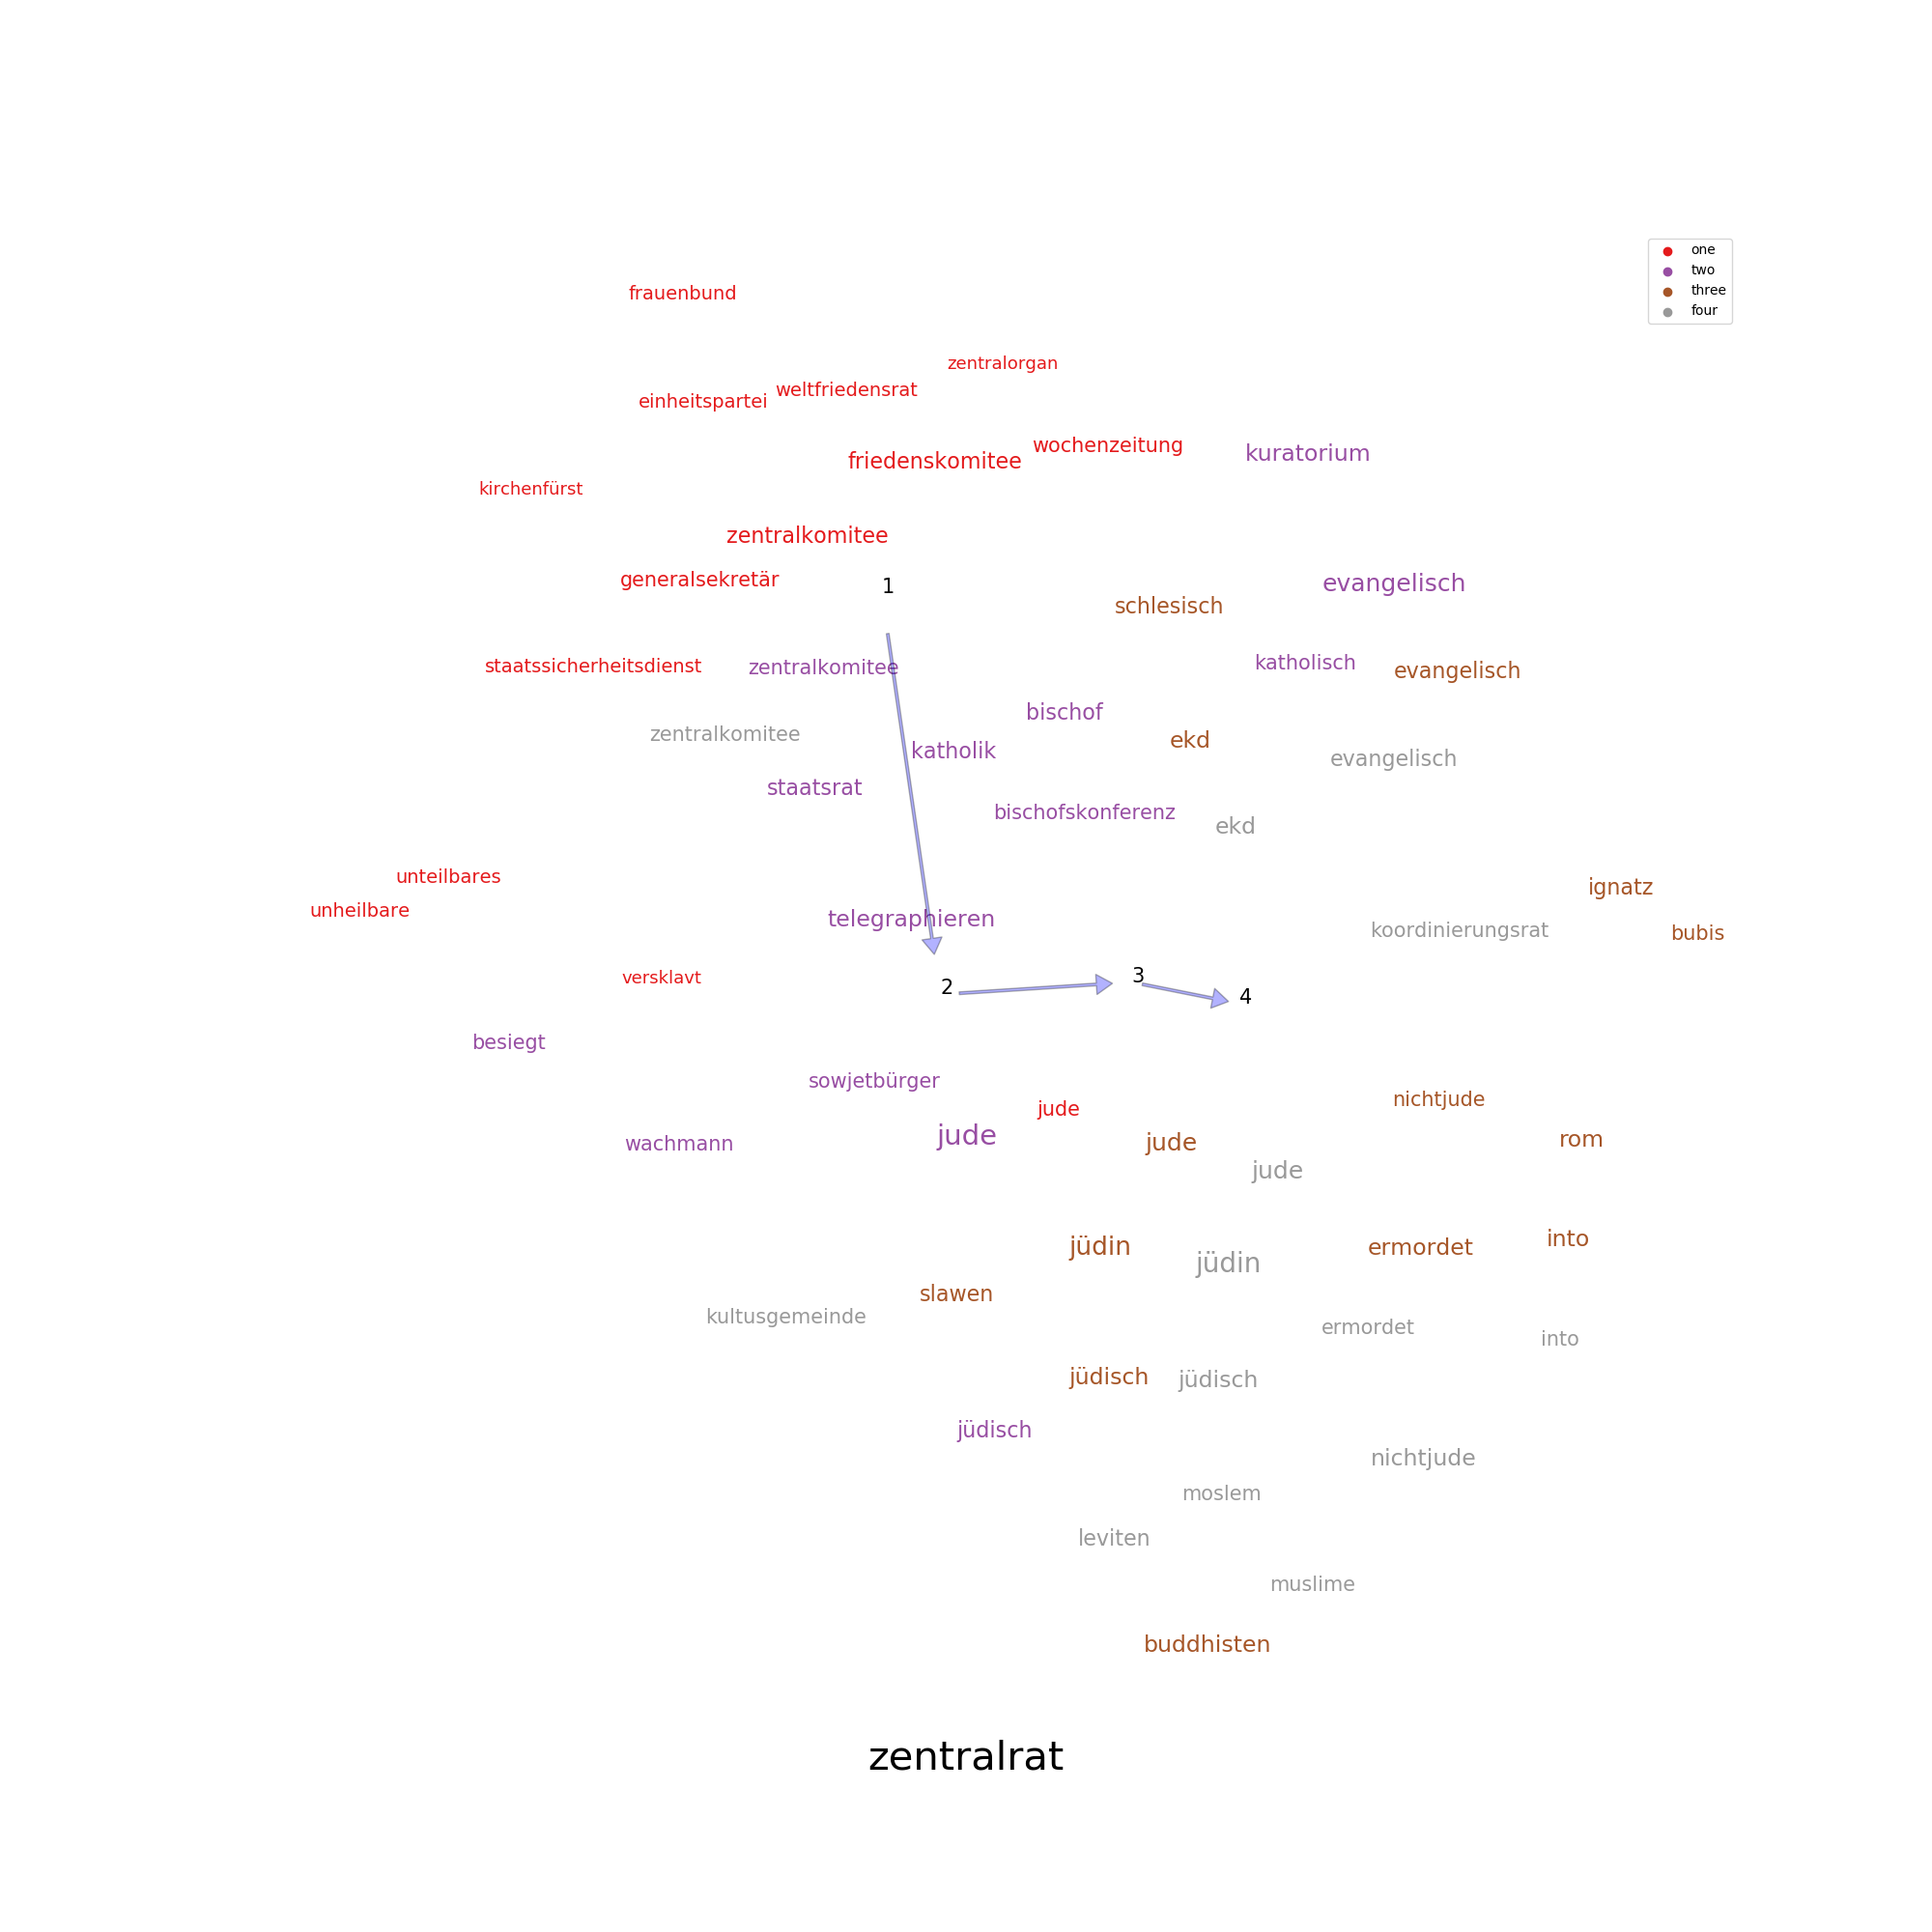 one
two
three
four
frauenbund
zentralorgan
weltfriedensrat
einheitspartei
wochenzeitung
kuratorium
friedenskomitee
kirchenfürst
zentralkomitee
generalsekretär
1
evangelisch
schlesisch
staatssicherheitsdienst
zentralkomitee
katholisch
evangelisch
bischof
zentralkomitee
ekd
katholik
evangelisch
staatsrat
bischofskonferenz
ekd
unteilbares
ignatz
unheilbare
telegraphieren
koordinierungsrat
bubis
versklavt
2
3
4
besiegt
sowjetbürger
nichtjude
jude
jude
wachmann
jude
rom
jude
jüdin
ermordet
into
jüdin
slawen
kultusgemeinde
ermordet
into
jüdisch
jüdisch
jüdisch
nichtjude
moslem
leviten
muslime
buddhisten
zentralrat